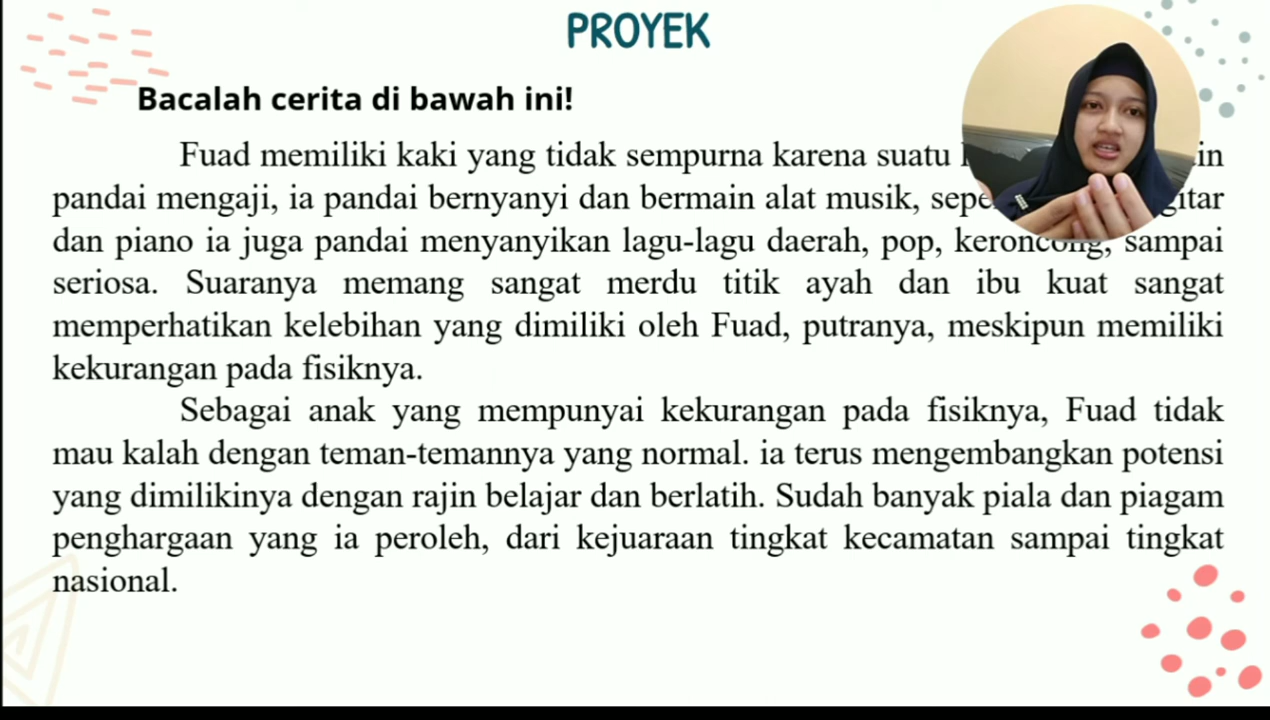 PROYEK
Bacalah cerita di bawah ini!
Fuad memiliki kaki yang tidak sempurna karena suatu
pandai mengaji, ia pandai bernyanyi dan bermain alat musik, gitar
dan piano ia juga pandai menyanyikan lagu-lagu daerah, pop, keroncong, sampai
seriosa. Suaranya memang sangat merdu titik ayah dan ibu kuat sangat
memperhatikan kelebihan yang dimiliki oleh Fuad, putranya, meskipun memiliki
kekurangan pada fisiknya.
Sebagai anak yang mempunyai kekurangan pada fisiknya, Fuad tidak
mau kalah dengan teman-temannya yang normal. ia terus mengembangkan potensi
yang dimilikinya dengan rajin belajar dan berlatih. Sudah banyak piala dan piagam
penghargaan yang ia peroleh, dari kejuaraan tingkat kecamatan sampai tingkat
nasional.